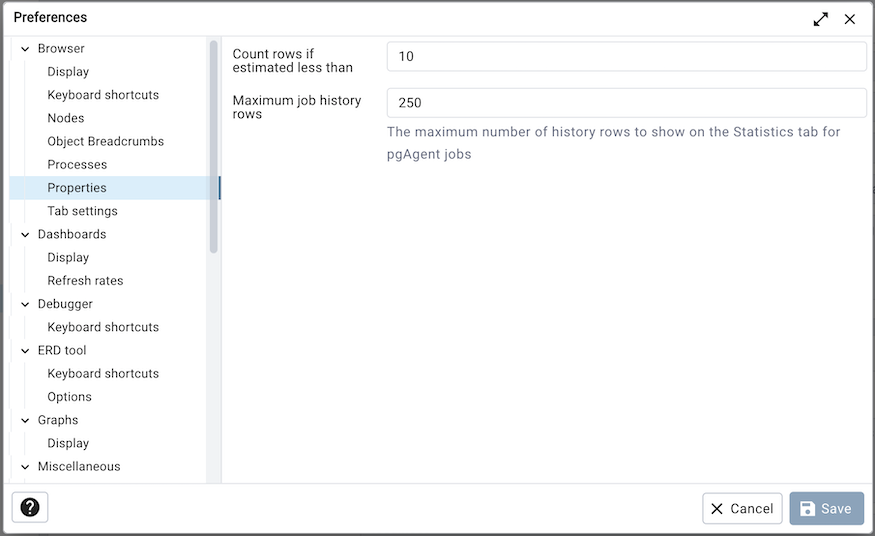 Preferences
Browser
Display
Keyboard shortcuts
Nodes
Object Breadcrumbs
Processes
Properties
Tab settings
Dashboards
Display
Refresh rates
Debugger
Keyboard shortcuts
ERD tool
Keyboard shortcuts
Options
Graphs
Display
Miscellaneous
Count rows if
estimated less than
10
Maximum job history
rows
250
The maximum number of history rows to show on the Statistics tab for
pgAgent jobs
?
Cancel
Save